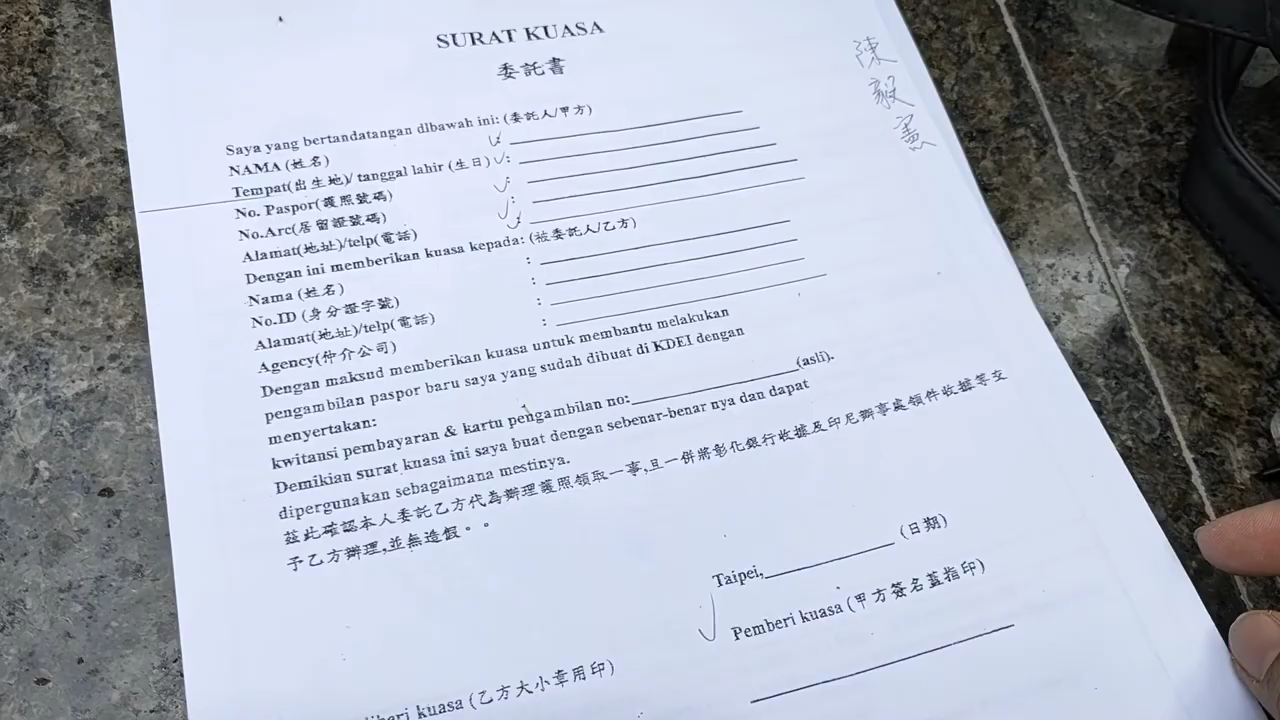 SURAT KUASA
委託書
陳毅憲
Saya yang bertandatangan dibawah ini: (委託人/甲方)
NAMA (姓名) :
Tempat(出生地)/ tanggal lahir (生日) :
No. Paspor(護照號碼) :
No.Arc(居留證號碼) :
Alamat(地址)/telp(電話) :
Dengan ini memberikan kuasa kepada: (被委託人/乙方)
Nama (姓名) :
No.ID (身分證字號) :
Alamat(地址)/telp(電話) :
Agency(仲介公司) :
Dengan maksud memberikan kuasa untuk membantu melakukan
pengambilan paspor baru saya yang sudah dibuat di KDEI dengan
menyertakan:
kwitansi pembayaran & kartu pengambilan no:____________(asli).
Demikian surat kuasa ini saya buat dengan sebenar-benar nya dan dapat
dipergunakan sebagaimana mestinya.
茲此確認本人委託乙方代為辦理護照領取一事,且一併將彰化銀行收據及印尼辦事處領件收據等交
予乙方辦理,並無造假。。
Taipei,____________ (日期)
Pemberi kuasa (甲方簽名蓋指印)
kuasa (乙方大小章用印)